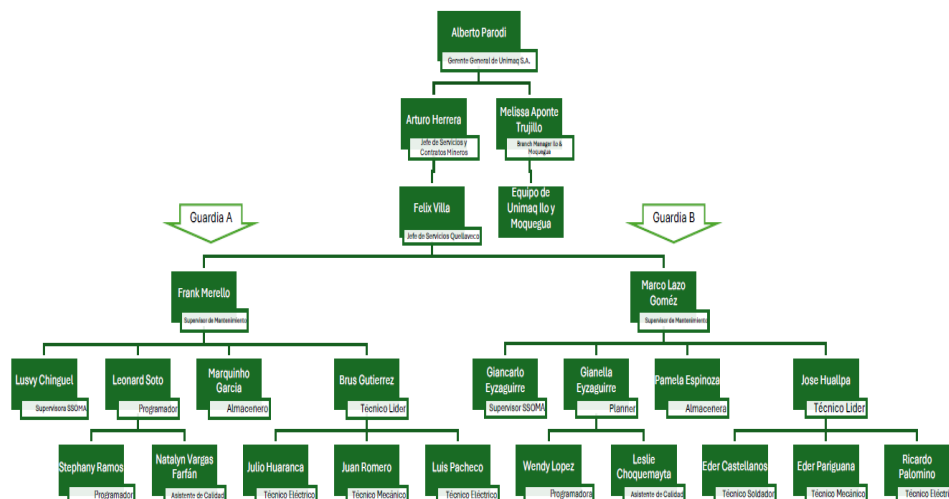 Alberto Parodi
Gerente General de Unimaq S.A.
Arturo Herrera
Jefe de Servicios y
Contratos Mineros
Melissa Aponte
Trujillo
Branch Manager Ilo &
Moquegua
Felix Villa
Jefe de Servicios Quellaveco
Equipo de
Unimaq Ilo y
Moquegua
Guardia A
Guardia B
Frank Merello
Supervisor de Mantenimiento
Marco Lazo
Goméz
Supervisor de Mantenimiento
Lusvy Chinguel
Supervisora SSOMA
Leonard Soto
Programador
Marquinho
Garcia
Almacenero
Brus Gutierrez
Técnico Líder
Giancarlo
Eyzaguirre
Supervisor SSOMA
Gianella
Eyzaguirre
Planner
Pamela Espinoza
Almacenera
Jose Huallpa
Técnico Lider
Stephany Ramos
Programador
Natalyn Vargas
Farfán
Asistente de Calidad
Julio Huaranca
Técnico Eléctrico
Juan Romero
Técnico Mecánico
Luis Pacheco
Técnico Eléctrico
Wendy Lopez
Programadora
Leslie
Choquemayta
Asistente de Calidad
Eder Castellanos
Técnico Soldador
Eder Pariguana
Técnico Mecánico
Ricardo
Palomino
Técnico Eléctrico